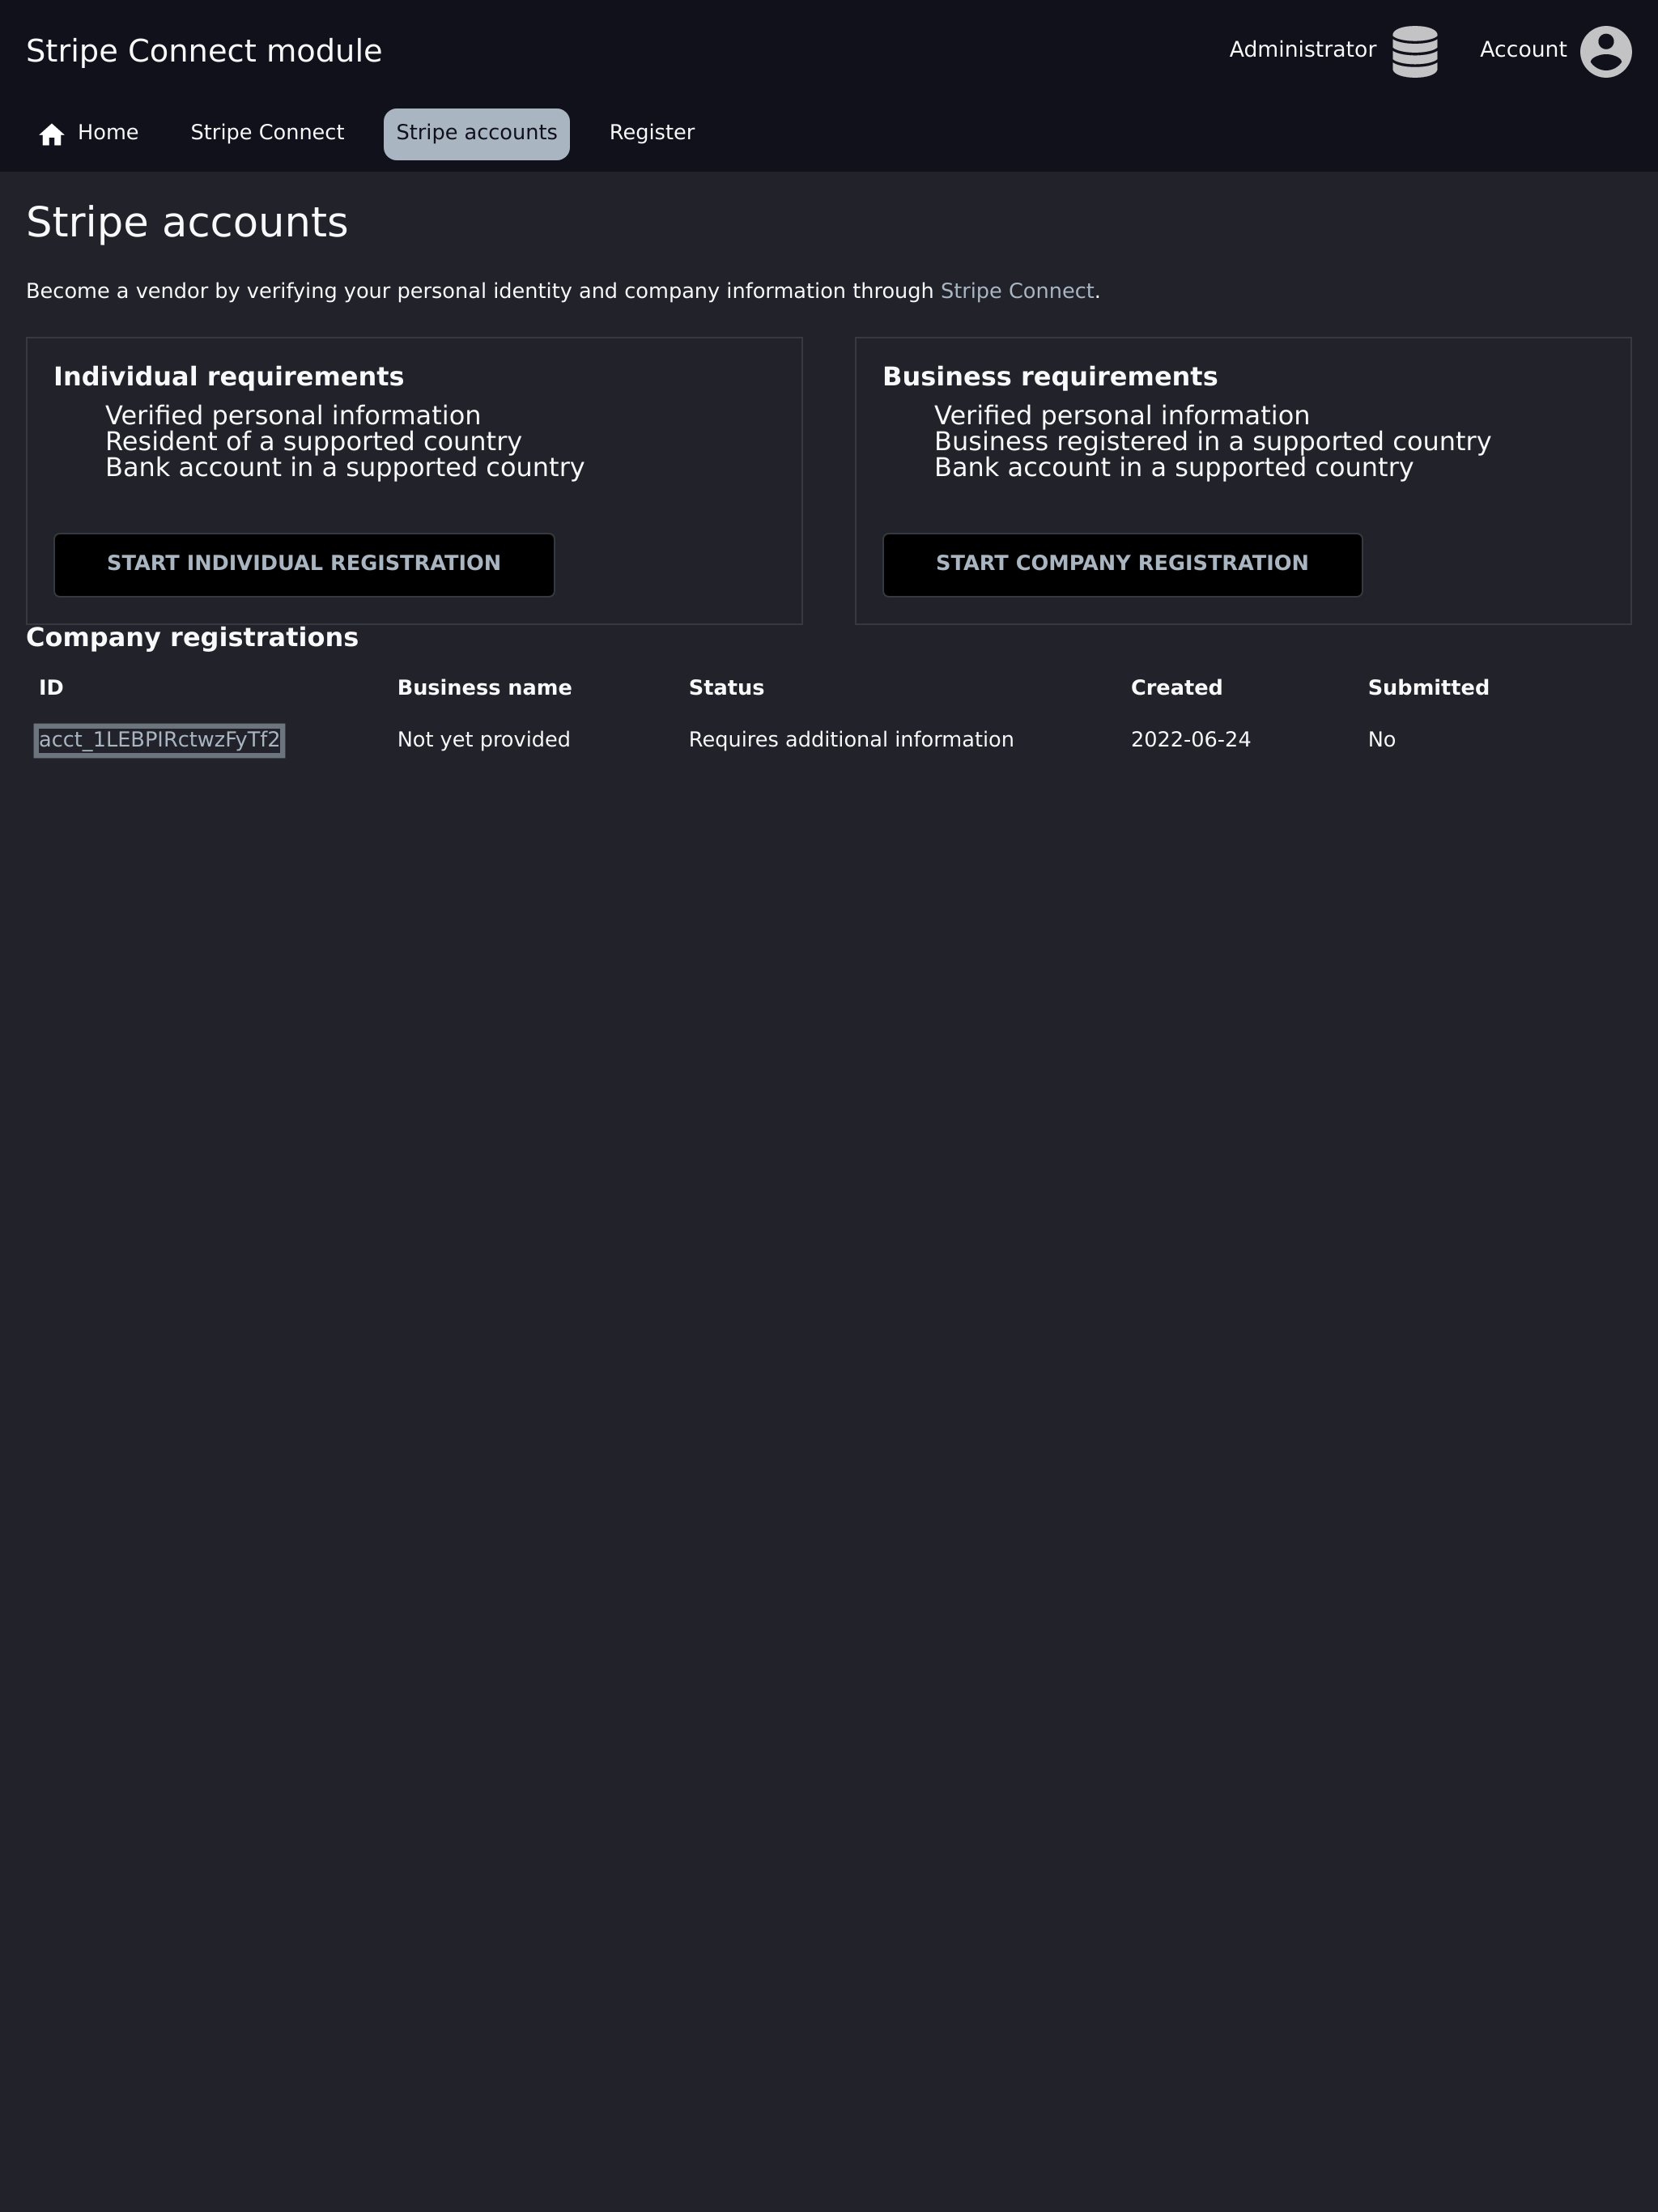 Stripe Connect module
Administrator
Account
Home
Stripe Connect
Stripe accounts
Register
Stripe accounts
Become a vendor by verifying your personal identity and company information through Stripe Connect.
Individual requirements
Verified personal information
Resident of a supported country
Bank account in a supported country
START INDIVIDUAL REGISTRATION
Business requirements
Verified personal information
Business registered in a supported country
Bank account in a supported country
START COMPANY REGISTRATION
Company registrations
ID Business name Status Created Submitted
acct_1LEBPIRctwzFyTf2 Not yet provided Requires additional information 2022-06-24 No